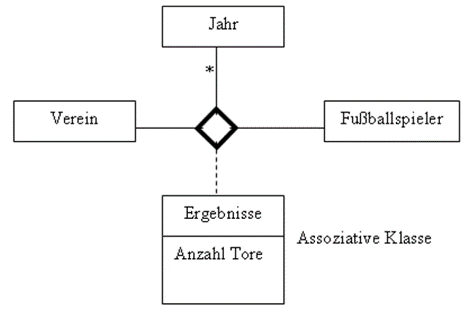 Jahr
*
Verein
Fußballspieler
Ergebnisse
Anzahl Tore
Assoziative Klasse